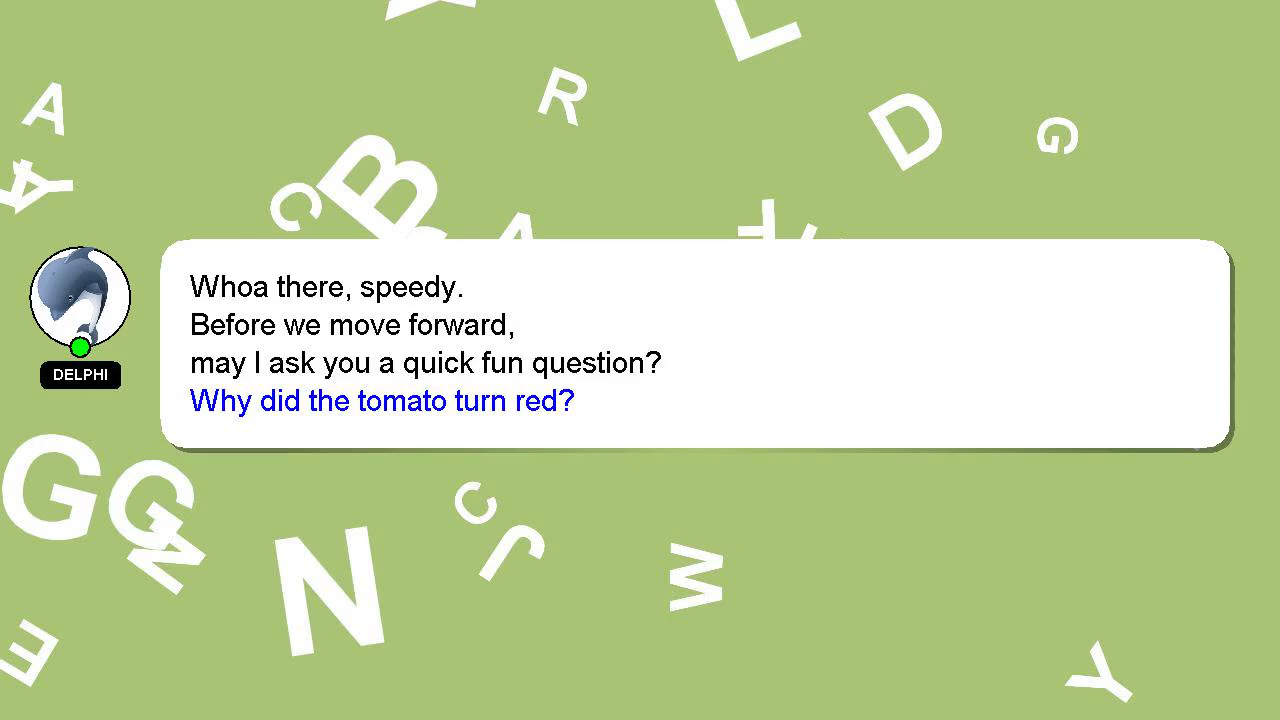 L
R
D
G
A
B
C
A
Y
A
DELPHI
Whoa there, speedy.
Before we move forward,
may I ask you a quick fun question?
Why did the tomato turn red?
G
G
N
C
J
N
W
E
Y